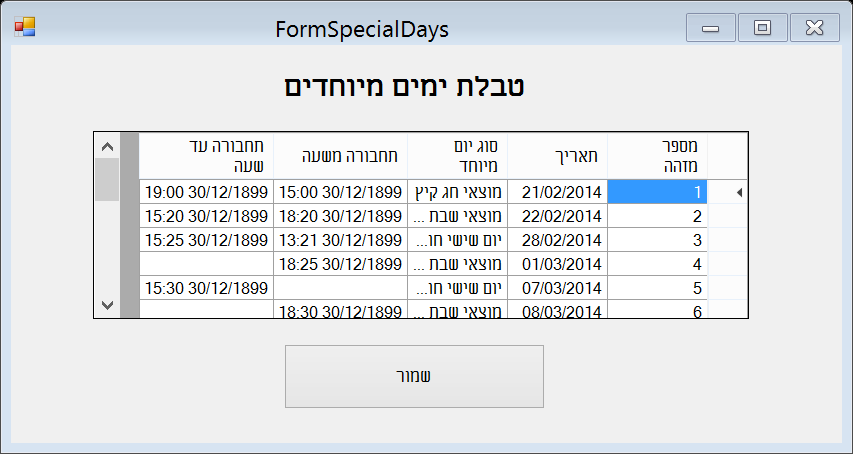 FormSpecialDays
טבלת ימים מיוחדים
מספר מזהה תאריך סוג יום מיוחד תחבורה משעה תחבורה עד שעה
1 21/02/2014 מוצאי חג קיץ 15:00 30/12/1899 19:00 30/12/1899
2 22/02/2014 מוצאי שבת ... 18:20 30/12/1899 15:20 30/12/1899
3 28/02/2014 יום שישי חו... 13:21 30/12/1899 15:25 30/12/1899
4 01/03/2014 מוצאי שבת ... 18:25 30/12/1899
5 07/03/2014 יום שישי חו... 15:30 30/12/1899
6 08/03/2014 מוצאי שבת ... 18:30 30/12/1899
שמור